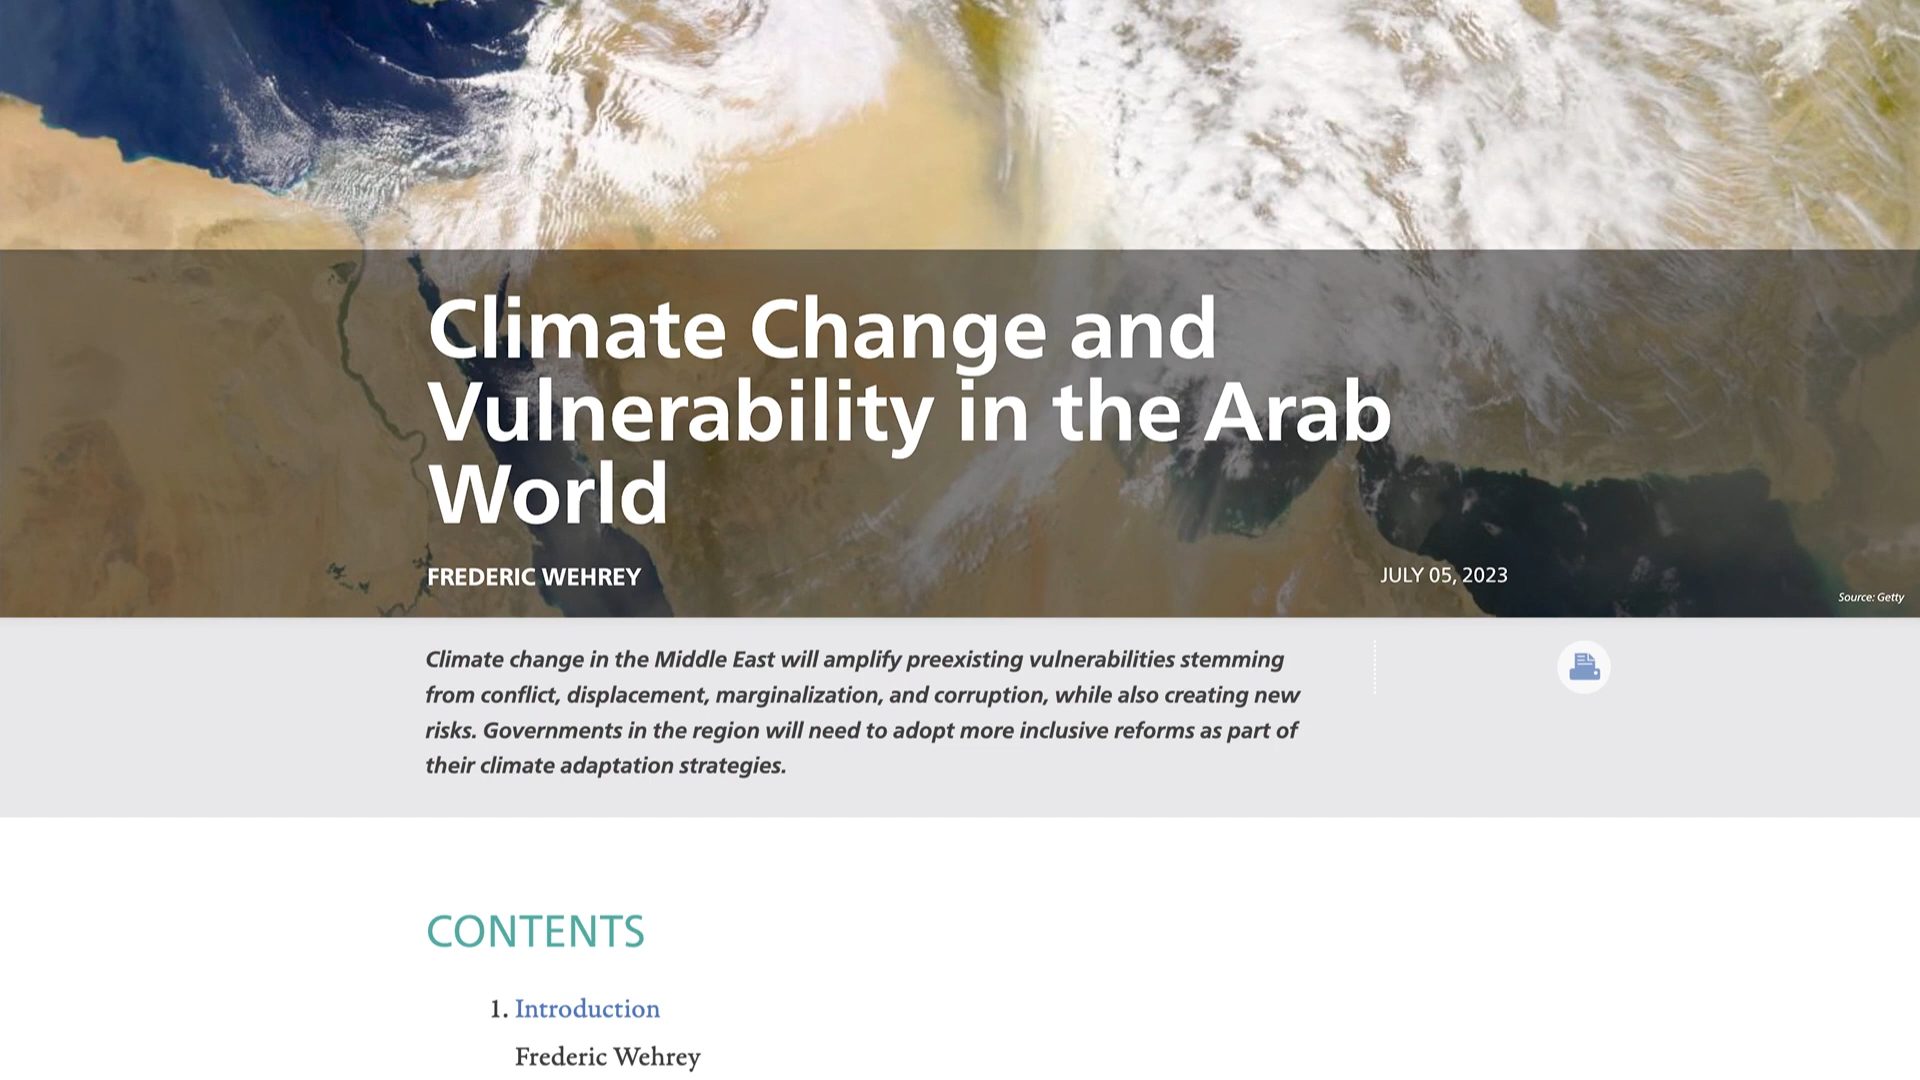 Climate Change and
Vulnerability in the Arab
World
FREDERIC WEHREY
JULY 05, 2023
Source: Getty
Climate change in the Middle East will amplify preexisting vulnerabilities stemming
from conflict, displacement, marginalization, and corruption, while also creating new
risks. Governments in the region will need to adopt more inclusive reforms as part of
their climate adaptation strategies.
CONTENTS
1. Introduction
Frederic Wehrey